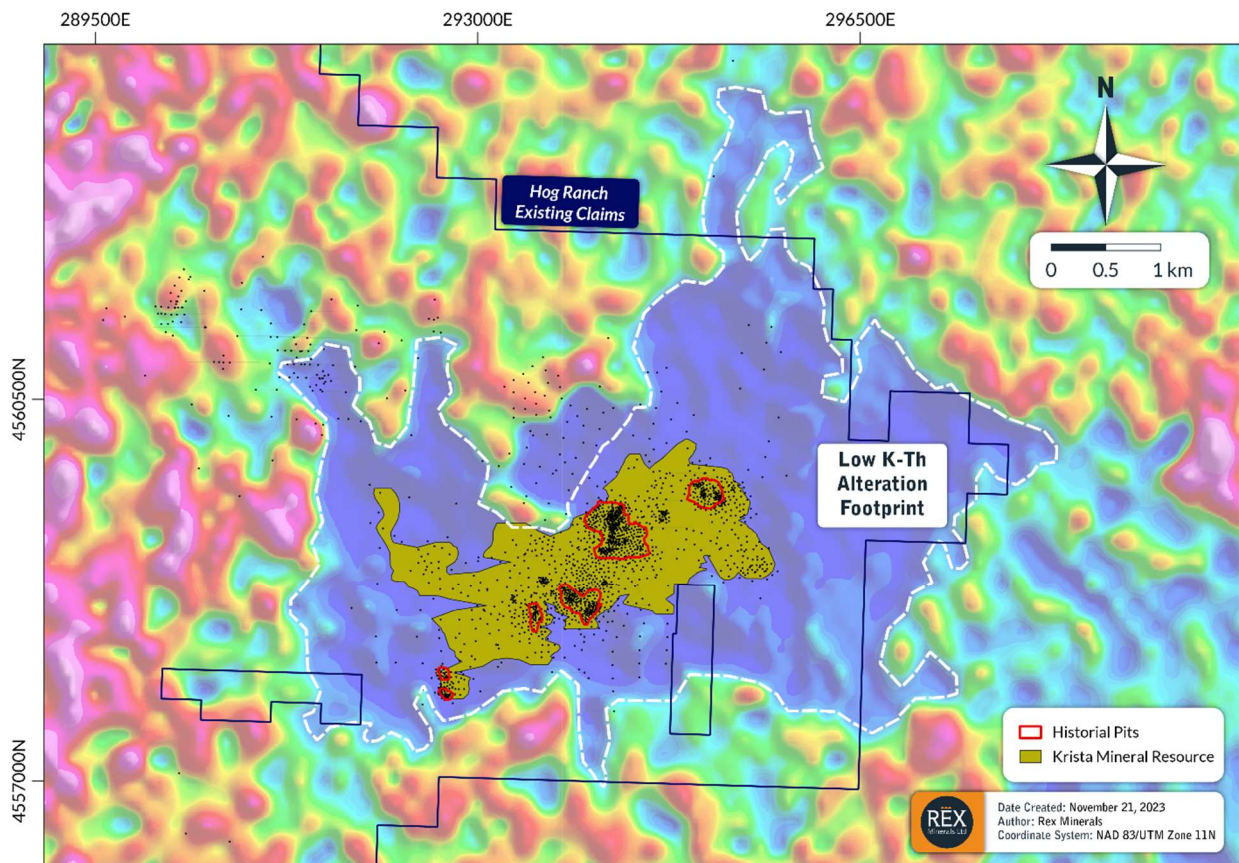 289500E
293000E
296500E
N
Hog Ranch
Existing Claims
0 0.5 1 km
4560500N
Low K-Th
Alteration
Footprint
Historial Pits
Krista Mineral Resource
4557000N
REX
Minerals Ltd
Date Created: November 21, 2023
Author: Rex Minerals
Coordinate System: NAD 83/UTM Zone 11N